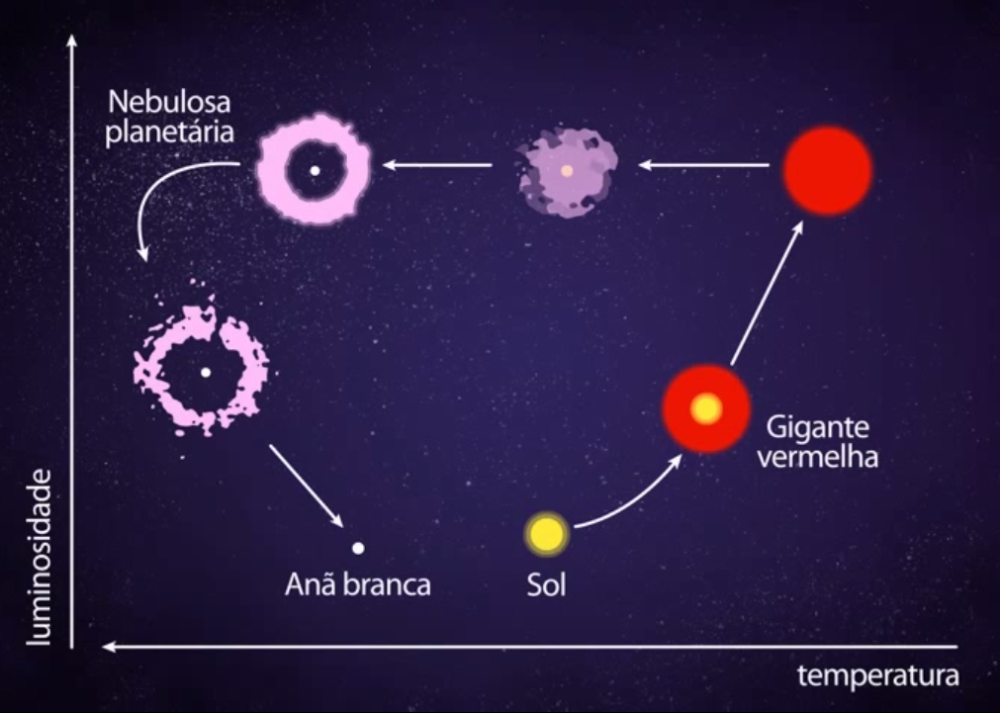 Nebulosa
planetária
Gigante
vermelha
Anã branca
Sol
luminosidade
temperatura